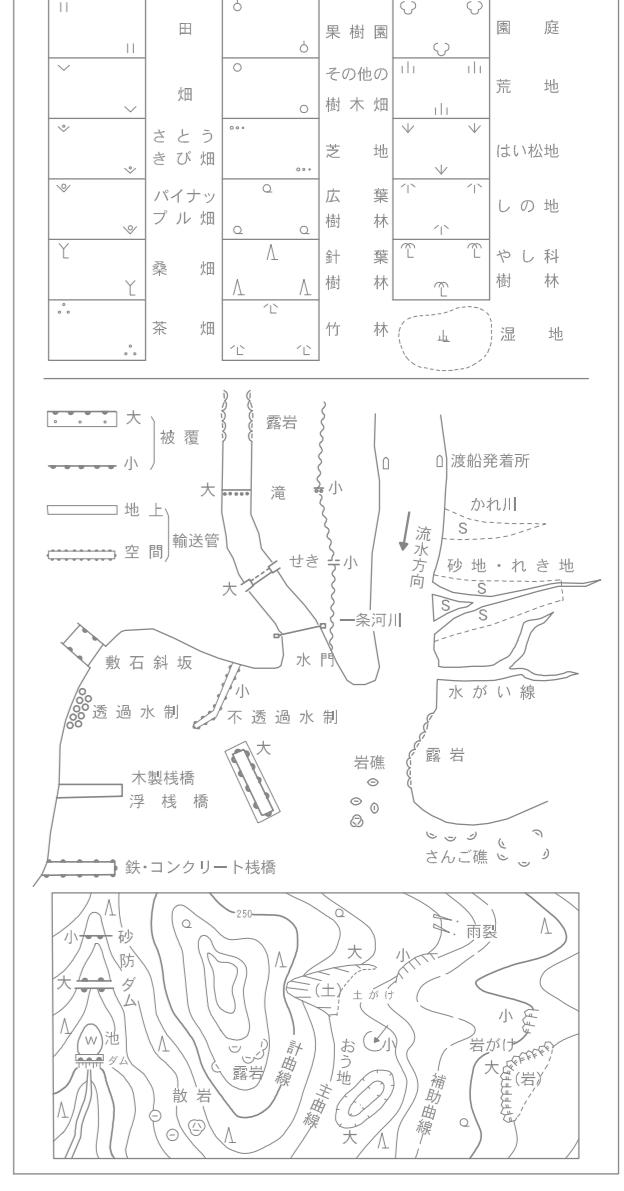 田
果樹園
園庭
畑
その他の
樹木畑
荒地
さとう
きび畑
芝地
はい松地
パイナッ
プル畑
広葉
樹林
しの地
桑畑
針葉
樹林
やし科
樹林
茶畑
竹林
湿地
大
小
被覆
地上
空間
輸送管
露岩
大
滝
小
せき
小
大
一条河川
水門
渡船発着所
かれ川
S
流水方向
砂地・れき地
S
S
S
水がい線
敷石斜坂
透過水制
小
不透過水制
大
岩礁
露岩
木製桟橋
浮桟橋
さんご礁
鉄・コンクリート桟橋
250
小
砂防ダム
大
W
池
ダム
散岩
露岩
計曲線
主曲線
大
(土)
土がけ
小
おう地
小
大
補助曲線
雨裂
小
岩がけ
大
(岩)